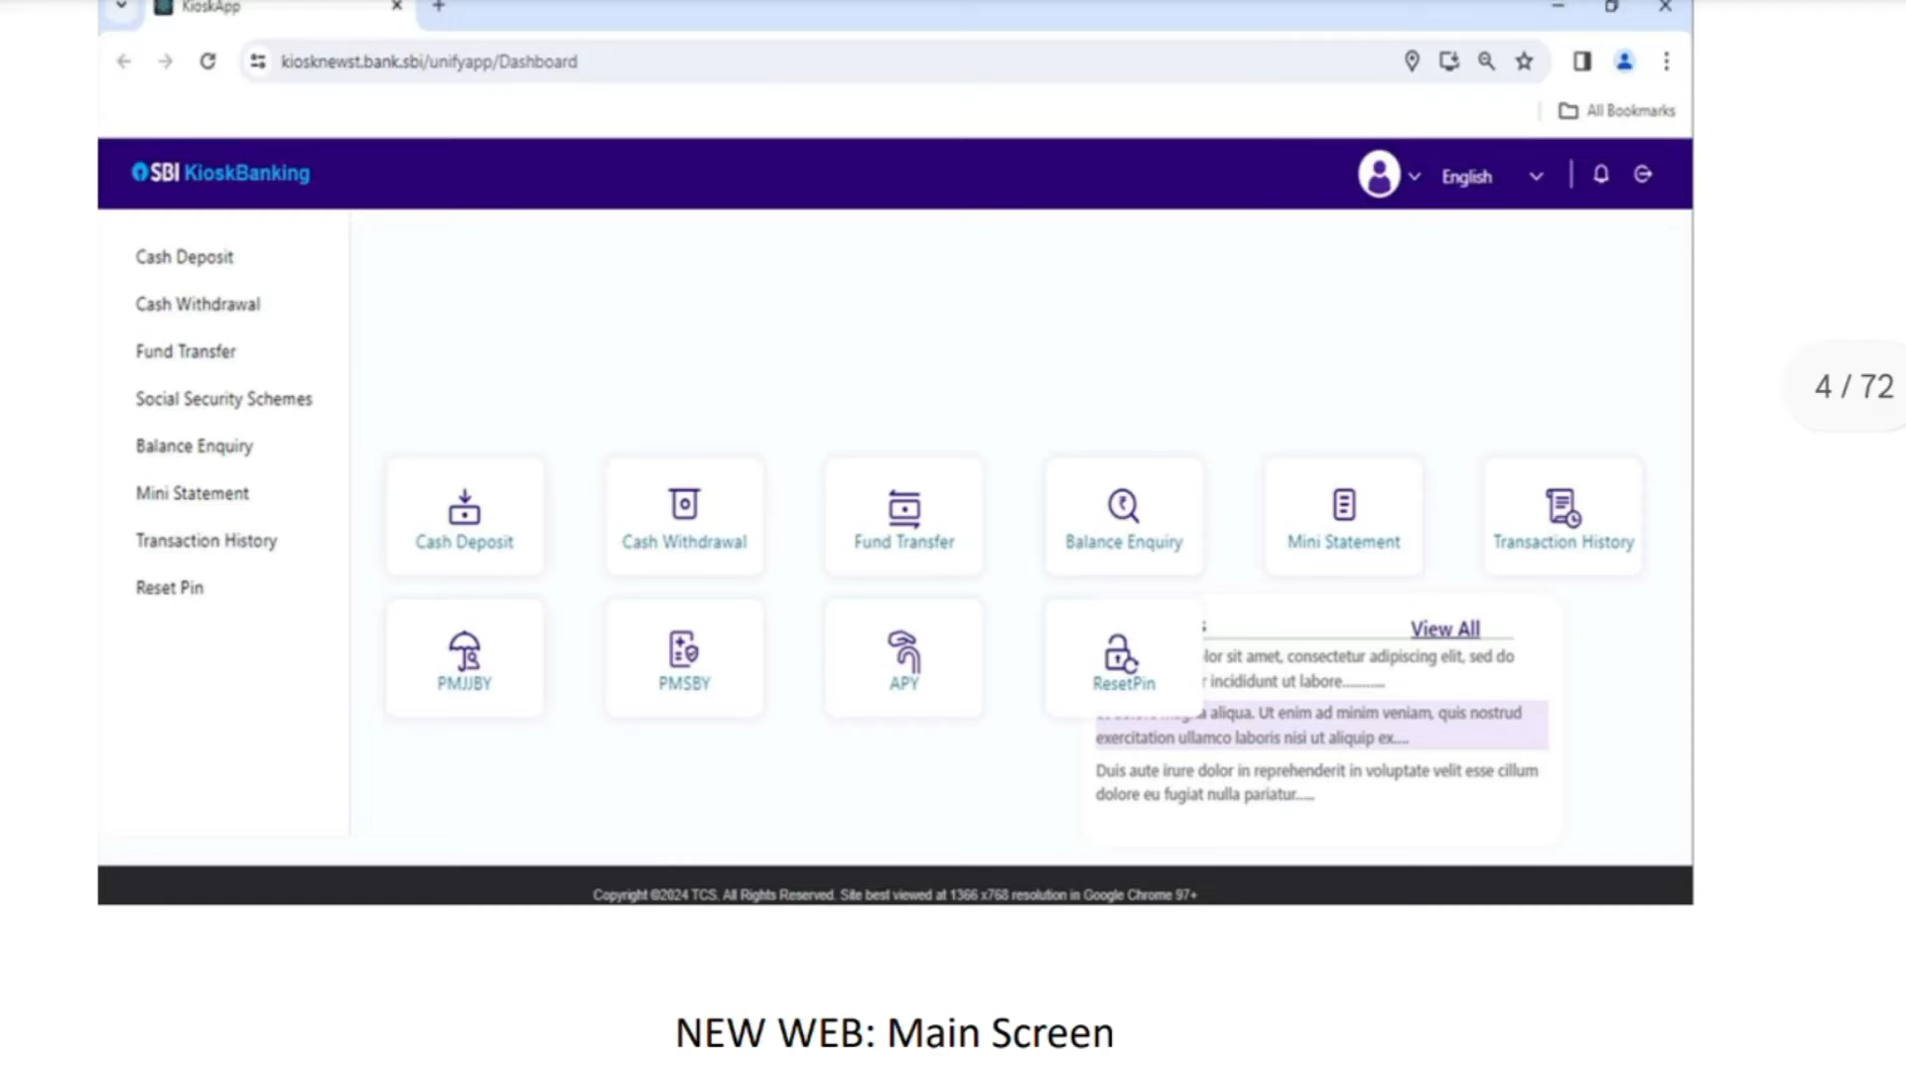 KioskApp
kiosknewst.bank.sbi/unifyapp/Dashboard
All Bookmarks
SBI KioskBanking
English
Cash Deposit
Cash Withdrawal
Fund Transfer
Social Security Schemes
Balance Enquiry
Mini Statement
Transaction History
Reset Pin
4 / 72
Cash Deposit
Cash Withdrawal
Fund Transfer
Balance Enquiry
Mini Statement
Transaction History
PMJJBY
PMSBY
APY
ResetPin
View All
lor sit amet, consectetur adipiscing elit, sed do
incididunt ut labore..........
aliqua. Ut enim ad minim veniam, quis nostrud
exercitation ullamco laboris nisi ut aliquip ex....
Duis aute irure dolor in reprehenderit in voluptate velit esse cillum
dolore eu fugiat nulla pariatur.....
Copyright ©2024 TCS. All Rights Reserved. Site best viewed at 1366 x768 resolution in Google Chrome 97+
NEW WEB: Main Screen